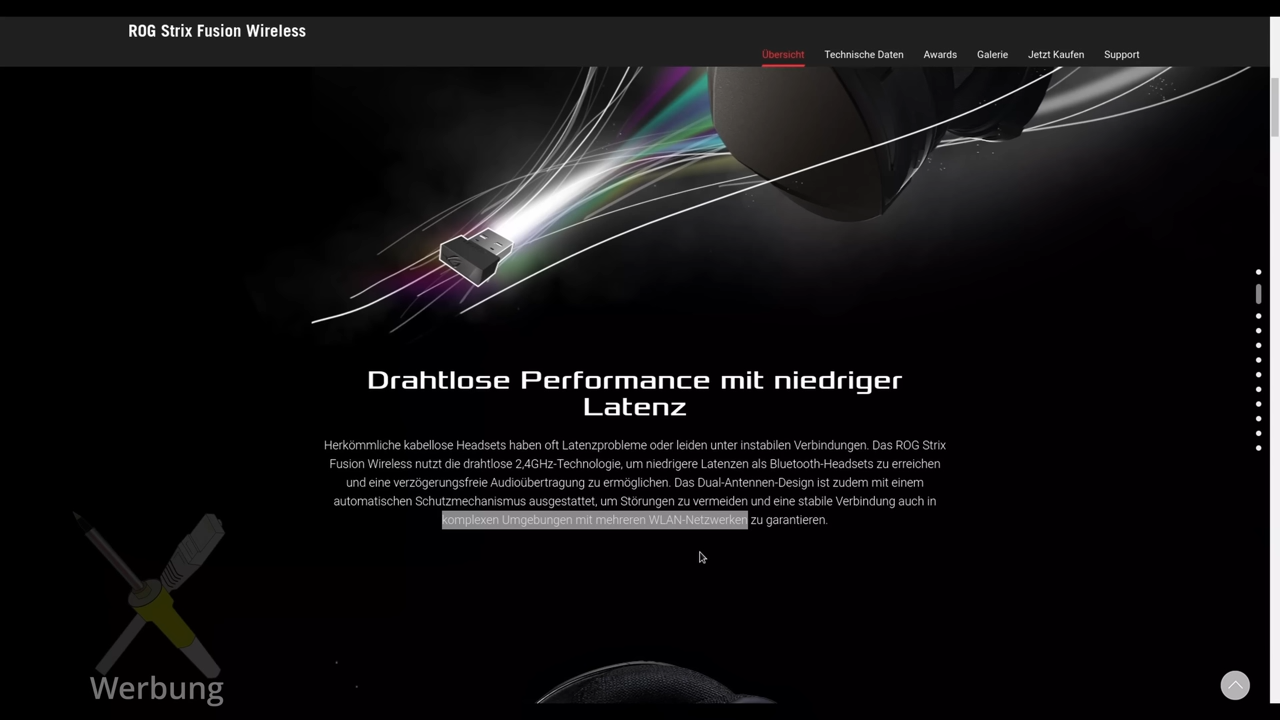 ROG Strix Fusion Wireless
Übersicht Technische Daten Awards Galerie Jetzt Kaufen Support
Drahtlose Performance mit niedriger
Latenz
Herkömmliche kabellose Headsets haben oft Latenzprobleme oder leiden unter instabilen Verbindungen. Das ROG Strix
Fusion Wireless nutzt die drahtlose 2,4GHz-Technologie, um niedrigere Latenzen als Bluetooth-Headsets zu erreichen
und eine verzögerungsfreie Audioübertragung zu ermöglichen. Das Dual-Antennen-Design ist zudem mit einem
automatischen Schutzmechanismus ausgestattet, um Störungen zu vermeiden und eine stabile Verbindung auch in
komplexen Umgebungen mit mehreren WLAN-Netzwerken zu garantieren.
Werbung